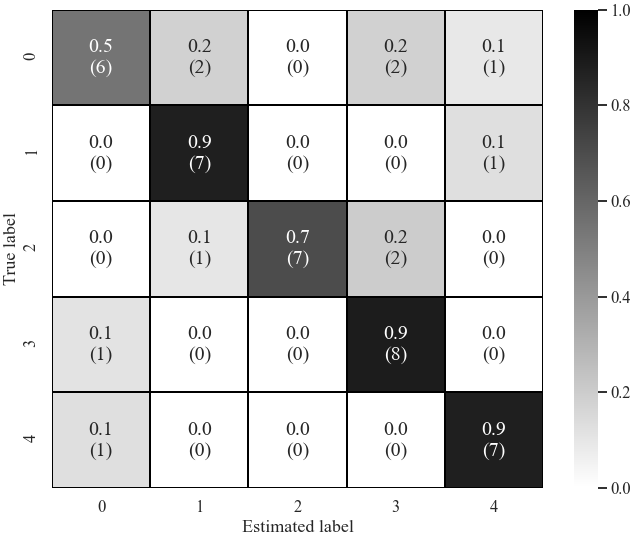 0.5 0.2 0.0 0.2 0.1 1.0
(6) (2) (0) (2) (1)
0
0.8
0.0 0.9 0.0 0.0 0.1
(0) (7) (0) (0) (1)
1
0.6
True label
0.0 0.1 0.7 0.2 0.0
(0) (1) (7) (2) (0)
2
0.4
0.1 0.0 0.0 0.9 0.0
(1) (0) (0) (8) (0)
3
0.2
0.1 0.0 0.0 0.0 0.9
(1) (0) (0) (0) (7)
4
0.0
0 1 2 3 4
Estimated label